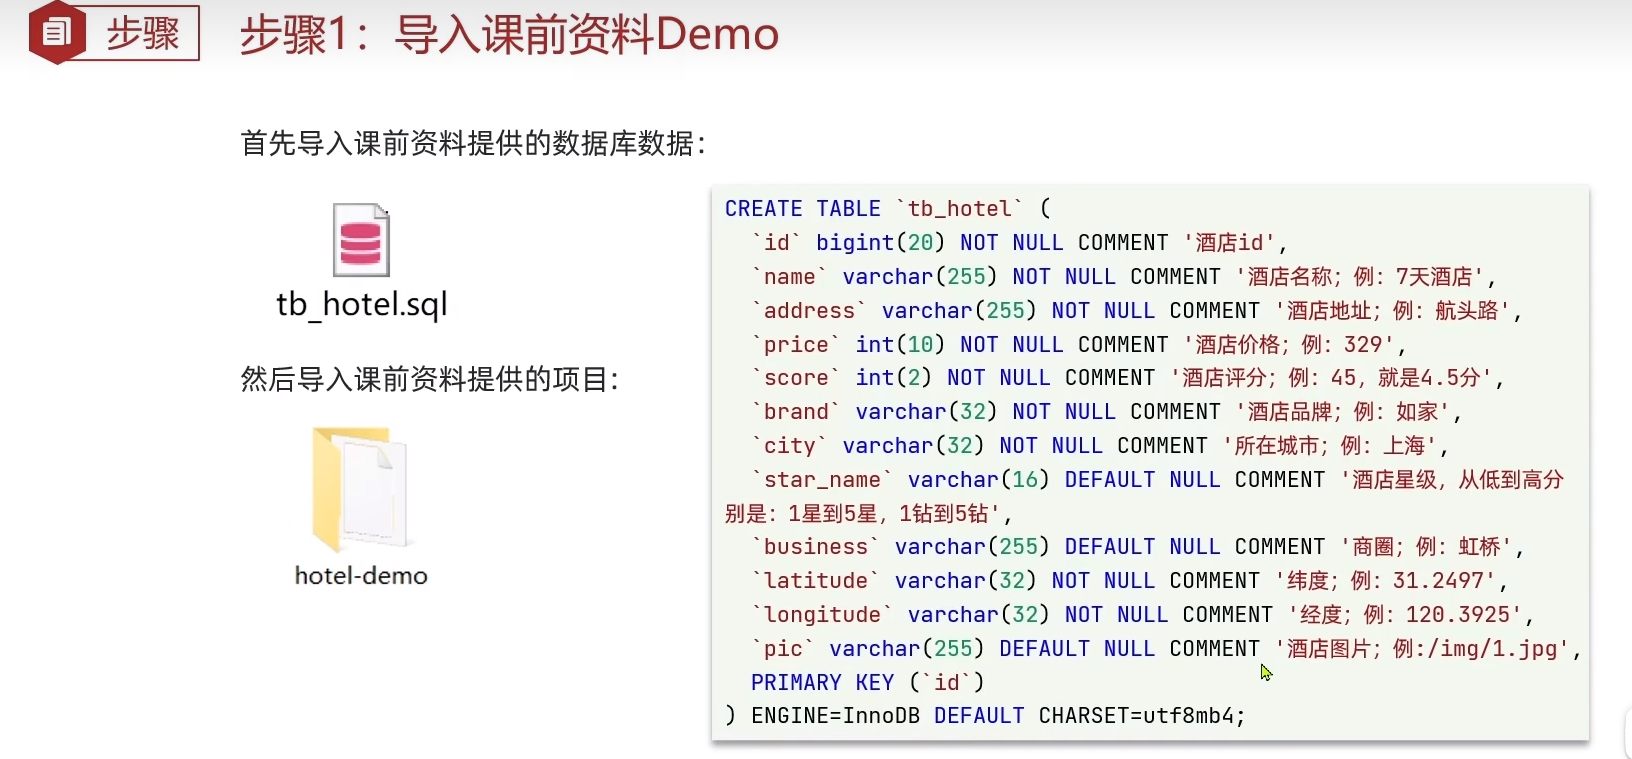 步骤
步骤1：导入课前资料Demo
首先导入课前资料提供的数据库数据：
tb_hotel.sql
然后导入课前资料提供的项目：
hotel-demo
CREATE TABLE `tb_hotel` (
`id` bigint(20) NOT NULL COMMENT '酒店id',
`name` varchar(255) NOT NULL COMMENT '酒店名称；例：7天酒店',
`address` varchar(255) NOT NULL COMMENT '酒店地址；例：航头路',
`price` int(10) NOT NULL COMMENT '酒店价格；例：329',
`score` int(2) NOT NULL COMMENT '酒店评分；例：45，就是4.5分',
`brand` varchar(32) NOT NULL COMMENT '酒店品牌；例：如家',
`city` varchar(32) NOT NULL COMMENT '所在城市；例：上海',
`star_name` varchar(16) DEFAULT NULL COMMENT '酒店星级，从低到高分
别是：1星到5星，1钻到5钻',
`business` varchar(255) DEFAULT NULL COMMENT '商圈；例：虹桥',
`latitude` varchar(32) NOT NULL COMMENT '纬度；例：31.2497',
`longitude` varchar(32) NOT NULL COMMENT '经度；例：120.3925',
`pic` varchar(255) DEFAULT NULL COMMENT '酒店图片；例:/img/1.jpg',
PRIMARY KEY (`id`)
) ENGINE=InnoDB DEFAULT CHARSET=utf8mb4;